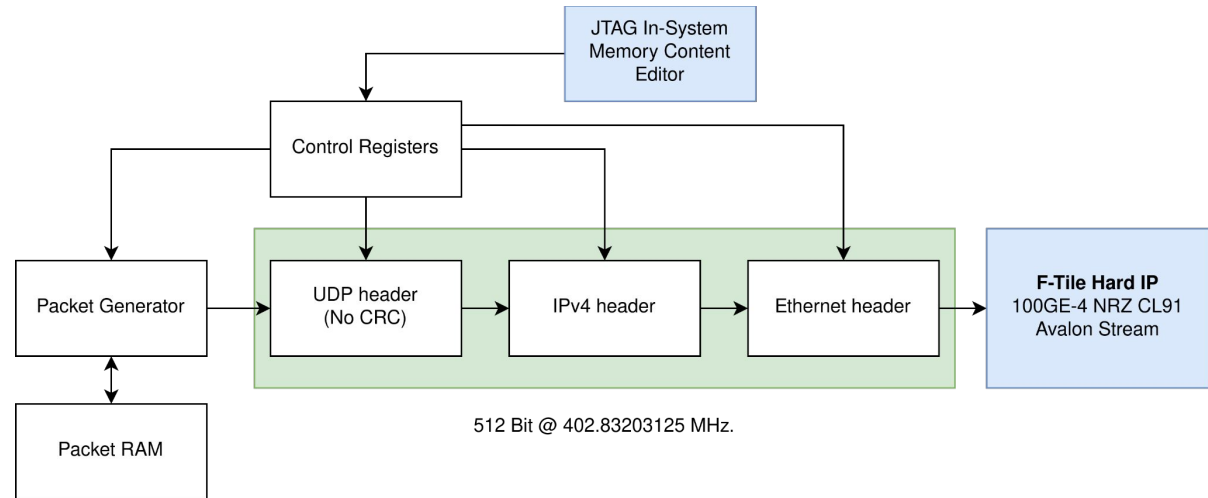 JTAG In-System
Memory Content
Editor
Control Registers
Packet Generator
UDP header
(No CRC)
IPv4 header
Ethernet header
F-Tile Hard IP
100GE-4 NRZ CL91
Avalon Stream
Packet RAM
512 Bit @ 402.83203125 MHz.